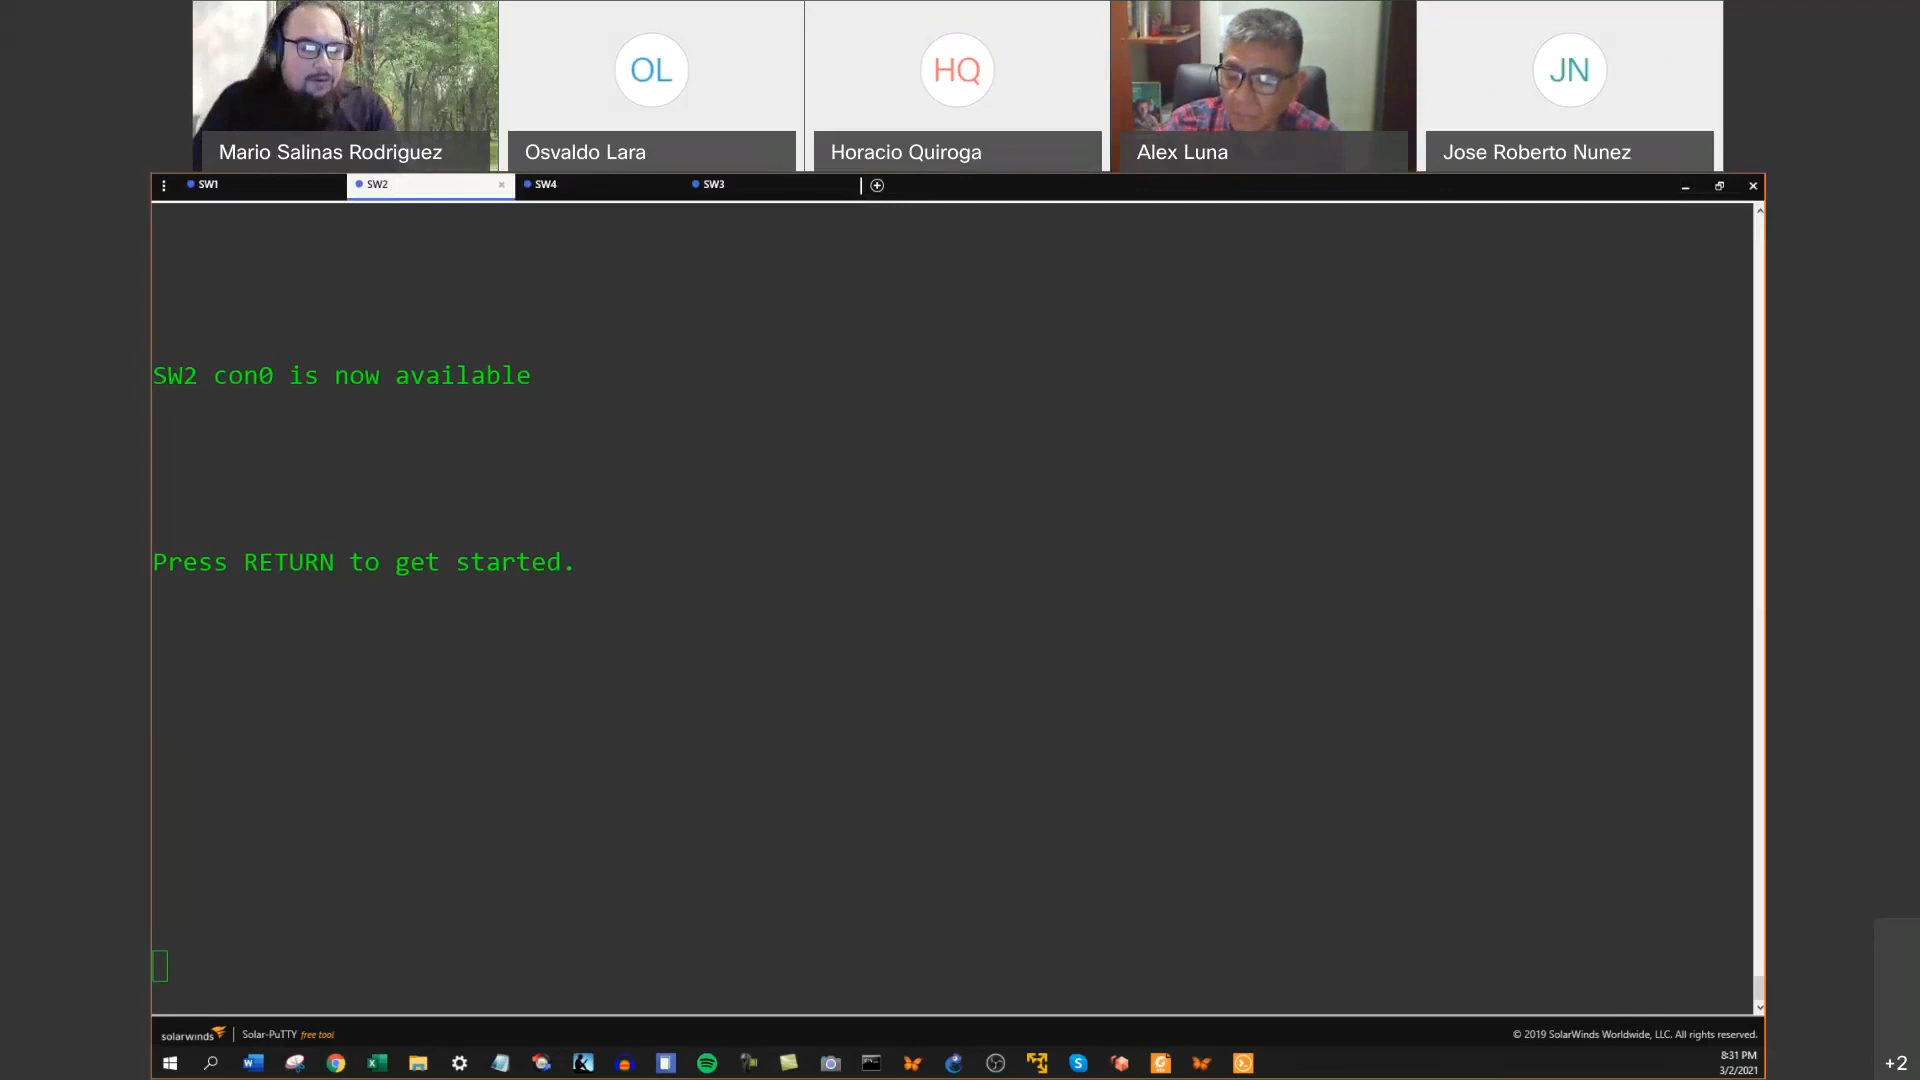 OL
HQ
JN
Mario Salinas Rodriguez
Osvaldo Lara
Horacio Quiroga
Alex Luna
Jose Roberto Nunez
SW1
SW2
SW4
SW3
SW2 con0 is now available
Press RETURN to get started.
solarwinds
Solar-PuTTY free tool
© 2019 SolarWinds Worldwide, LLC. All rights reserved.
8:31 PM
3/2/2021
+2